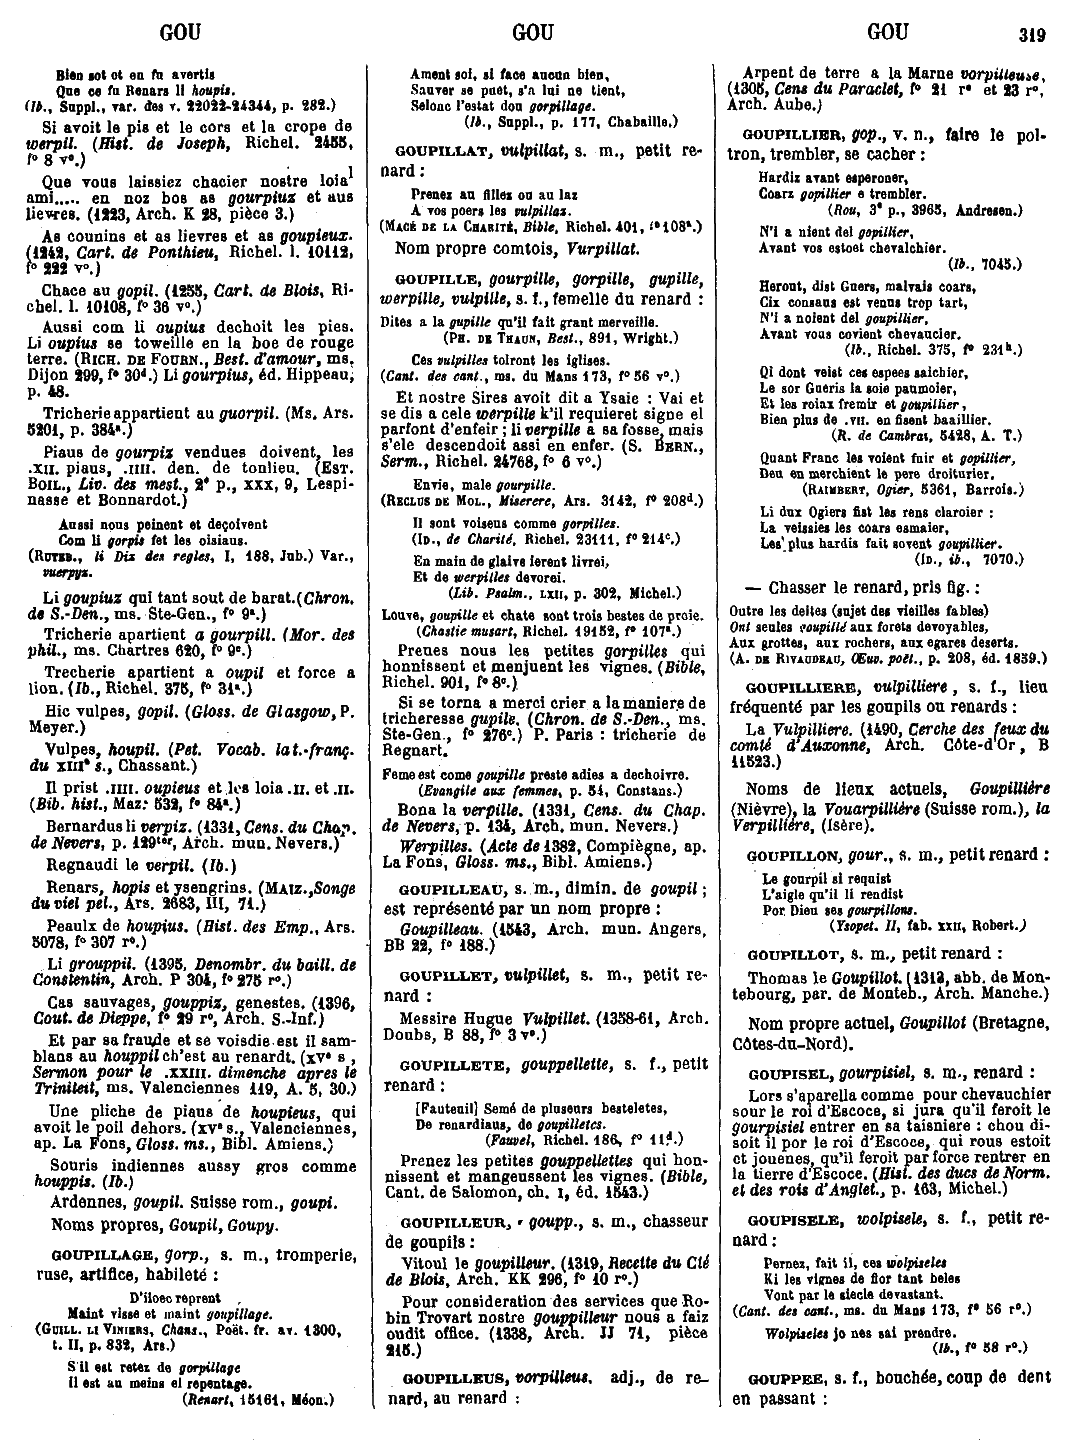 GOU
GOU
GOU
319
Bien sot et en fu avertis
Que ce fu Renars li houpis.
(Ib., Suppl., var. des v. 22022-24344, p. 282.)
Si avoit le pis et le cors et la crope de
werpil. (Hist. de Joseph, Richel. 2455,
f° 8 v°.)
Que vous laissiez chacier nostre loial
ami..... en noz bos as gourpiuz et aus
lievres. (1223, Arch. K 28, pièce 3.)
As counins et as lievres et as goupieux.
(1242, Cart. de Ponthieu, Richel. l. 10112,
f° 222 v°.)
Chace au gopil. (1255, Cart. de Blois, Ri-
chel. l. 10108, f° 36 v°.)
Aussi com li oupius dechoit les pies.
Li oupius se toweille en la boe de rouge
terre. (RICH. DE FOURN., Best. d'amour, ms.
Dijon 299, f° 30d.) Li gourpius, éd. Hippeau,
p. 48.
Tricherie appartient au guorpil. (Ms. Ars.
5201, p. 384a.)
Piaus de gourpiz vendues doivent, les
.XII. piaus, .IIII. den. de tonlieu. (EST.
BOIL., Liv. des mest., 2e p., XXX, 9, Lespi-
nasse et Bonnardot.)
Aussi nous peinent et deçoivent
Com li gorpis fet les oisiaus.
(RUTEB., li Diz des regles, I, 188, Jub.) Var.,
vuerpyz.
Li goupiuz qui tant sout de barat. (Chron.
de S.-Den., ms. Ste-Gen., f° 9a.)
Tricherie apartient a gourpill. (Mor. des
phil., ms. Chartres 620, f° 9c.)
Trecherie apartient a oupil et force a
lion. (Ib., Richel. 375, f° 31a.)
Hic vulpes, gopil. (Gloss. de Glasgow, P.
Meyer.)
Vulpes, houpil. (Pet. Vocab. lat.-franç.
du XIIIe s., Chassant.)
Il prist .IIII. oupieus et les loia .II. et .II.
(Bib. hist., Maz. 532, f° 84a.)
Bernardus li verpiz. (1331, Cens. du Chap.
de Nevers, p. 129ter, Arch. mun. Nevers.)
Regnaudi le verpil. (Ib.)
Renars, hopis et ysengrins. (MAIZ., Songe
du viel pel., Ars. 2683, III, 71.)
Peaulx de houpius. (Hist. des Emp., Ars.
5078, f° 307 r°.)
Li grouppil. (1395, Denombr. du baill. de
Constentin, Arch. P 304, f° 275 r°.)
Cas sauvages, gouppiz, genestes. (1396,
Cout. de Dieppe, f° 29 r°, Arch. S.-Inf.)
Et par sa fraude et se voisdie est il sam-
blans au houppil ch'est au renardt. (XVe s.,
Sermon pour le .XXIII. dimenche apres le
Triniteit, ms. Valenciennes 119, A. 5, 30.)
Une pliche de piaus de houpieus, qui
avoit le poil dehors. (XVe s., Valenciennes,
ap. La Fons, Gloss. ms., Bibl. Amiens.)
Souris indiennes aussy gros comme
houppis. (Ib.)
Ardennes, goupil. Suisse rom., goupi.
Noms propres, Goupil, Goupy.
GOUPILLAGE, gorp., s. m., tromperie,
ruse, artifice, habileté :
D'iloec reprent
Maint visse et maint goupillage.
(GUILL. LI VINIERS, Chans., Poët. fr. av. 1300,
t. II, p. 832, Ars.)
S'il est retez de gorpillage
Il est au meins el repentage.
(Renart, 15161, Méon.)
Ament soi, si face aucun bien,
Sauver se puet, s'a lui ne tient,
Selonc l'estat dou gorpillage.
(Ib., Suppl., p. 177, Chabaille.)
GOUPILLAT, vulpillat, s. m., petit re-
nard :
Prenez au fillez ou au laz
A vos poers les vulpillaz.
(MACÉ DE LA CHARITÉ, Bible, Richel. 401, f° 108a.)
Nom propre comtois, Vurpillat.
GOUPILLE, gourpille, gorpille, gupille,
werpille, vulpille, s. f., femelle du renard :
Dites a la gupille qu'il fait grant merveille.
(PH. DE THAUN, Best., 891, Wright.)
Ces vulpilles tolront les iglises.
(Cant. des cant., ms. du Mans 173, f° 56 v°.)
Et nostre Sires avoit dit a Ysaie : Vai et
se dis a cele werpille k'il requieret signe el
parfont d'enfeir ; li verpille a sa fosse, mais
s'ele descendoit assi en enfer. (S. BERN.,
Serm., Richel. 24768, f° 6 v°.)
Envie, male gourpille.
(RECLUS DE MOL., Miserere, Ars. 3142, f° 208d.)
Il sont voiseus comme gorpilles.
(ID., de Charité, Richel. 23111, f° 214c.)
En main de glaive ierent livrei,
Et de werpilles devorei.
(Lib. Psalm., LXII, p. 302, Michel.)
Louve, goupille et chate sont trois bestes de proie.
(Chastie musart, Richel. 19152, f° 107a.)
Prenes nous les petites gorpilles qui
honnissent et menjuent les vignes. (Bible,
Richel. 901, f° 8c.)
Si se torna a merci crier a la maniere de
tricheresse gupile. (Chron. de S.-Den., ms.
Ste-Gen., f° 276c.) P. Paris : tricherie de
Regnart.
Feme est come goupille preste adies a dechoivre.
(Evangile aux femmes, p. 51, Constans.)
Bona la verpille. (1331, Cens. du Chap.
de Nevers, p. 134, Arch. mun. Nevers.)
Werpilles. (Acte de 1382, Compiègne, ap.
La Fons, Gloss. ms., Bibl. Amiens.)
GOUPILLEAU, s. m., dimin. de goupil ;
est représenté par un nom propre :
Goupilleau. (1543, Arch. mun. Angers,
BB 22, f° 188.)
GOUPILLET, vulpillet, s. m., petit re-
nard :
Messire Hugue Vulpillet. (1358-61, Arch.
Doubs, B 88, f° 3 v°.)
GOUPILLETE, gouppellette, s. f., petit
renard :
[Fauteuil] Semé de pluseurs besteletes,
De renardiaus, de goupilletes.
(Fauvel, Richel. 186, f° 11d.)
Prenez les petites gouppellettes qui hon-
nissent et mangeussent les vignes. (Bible,
Cant. de Salomon, ch. I, éd. 1543.)
GOUPILLEUR, goupp., s. m., chasseur
de goupils :
Vitoul le goupilleur. (1319, Recette du Cté
de Blois, Arch. KK 296, f° 10 r°.)
Pour consideration des services que Ro-
bin Trovart nostre gouppilleur nous a faiz
oudit office. (1338, Arch. JJ 71, pièce
215.)
GOUPILLEUS, vorpilleus, adj., de re-
nard, au renard :
Arpent de terre a la Marne vorpilleuse,
(1305, Cens du Paraclet, f° 21 r° et 23 r°,
Arch. Aube.)
GOUPILLIER, gop., v. n., faire le pol-
tron, trembler, se cacher :
Hardiz avant esperoner,
Coarz gopillier e trembler.
(Rou, 3e p., 3965, Andresen.)
N'i a nient del gopillier,
Avant vos estoet chevalchier.
(Ib., 7045.)
Heront, dist Guers, malvais coars,
Cix consaus est venus trop tart,
N'i a noient del goupillier,
Avant vous covient chevaucier.
(Ib., Richel. 375, f° 231b.)
Qi dont veist ces espees saichier,
Le sor Gueris la soie paumoier,
Et les roiax fremir et goupillier,
Bien plus de .VII. en fisent baaillier.
(R. de Cambrai, 5428, A. T.)
Quant Franc les voient fuir et gopillier,
Deu en merchient le pere droiturier.
(RAIMBERT, Ogier, 5361, Barrois.)
Li dux Ogiers fist les rens claroier :
La veissies les coars esmaier,
Les plus hardis fait sovent goupillier.
(ID., ib., 7070.)
— Chasser le renard, pris fig. :
Outre les deites (sujet des vieilles fables)
Ont seules goupillé aux forets devoyables,
Aux grottes, aux rochers, aux egares deserts.
(A. DE RIVAUDEAU, Œuv. poët., p. 208, éd. 1859.)
GOUPILLIERE, vulpilliere, s. f., lieu
fréquenté par les goupils ou renards :
La Vulpilliere. (1490, Cerche des feux du
comté d'Auxonne, Arch. Côte-d'Or, B
11523.)
Noms de lieux actuels, Goupillière
(Nièvre), la Vouarpillière (Suisse rom.), la
Verpillière, (Isère).
GOUPILLON, gour., s. m., petit renard :
Le gourpil si requist
L'aigle qu'il li rendist
Por Dieu ses gourpillons.
(Ysopet. II, fab. XXII, Robert.)
GOUPILLOT, s. m., petit renard :
Thomas le Goupillot. (1312, abb. de Mon-
tebourg, par. de Monteb., Arch. Manche.)
Nom propre actuel, Goupillot (Bretagne,
Côtes-du-Nord).
GOUPISEL, gourpisiel, s. m., renard :
Lors s'aparella comme pour chevauchier
sour le roi d'Escoce, si jura qu'il feroit le
gourpisiel entrer en sa taisniere : chou di-
soit il por le roi d'Escoce, qui rous estoit
et jouenes, qu'il feroit par force rentrer en
la tierre d'Escoce. (Hist. des ducs de Norm.
et des rois d'Anglet., p. 163, Michel.)
GOUPISELE, wolpisele, s. f., petit re-
nard :
Pernez, fait il, ces wolpiseles
Ki les vignes de flor tant beles
Vont par le siecle devastant.
(Cant. des cant., ms. du Mans 173, f° 56 r°.)
Wolpiseles jo nes sai prendre.
(Ib., f° 58 r°.)
GOUPPEE, s. f., bouchée, coup de dent
en passant :